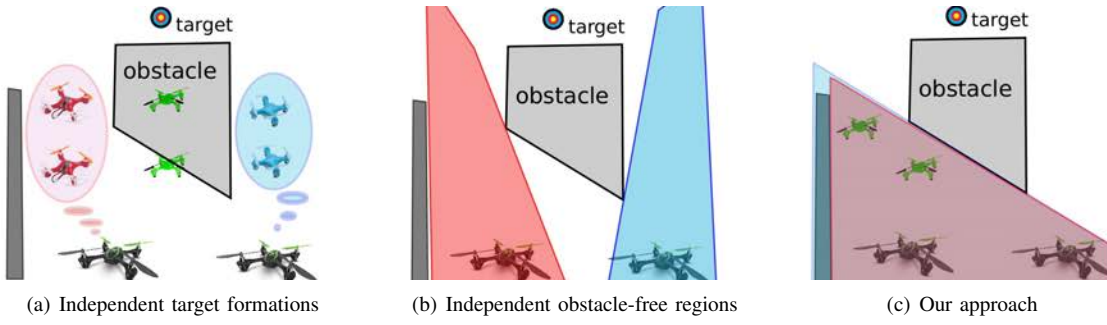 target
obstacle
target
obstacle
target
obstacle
(a) Independent target formations
(b) Independent obstacle-free regions
(c) Our approach